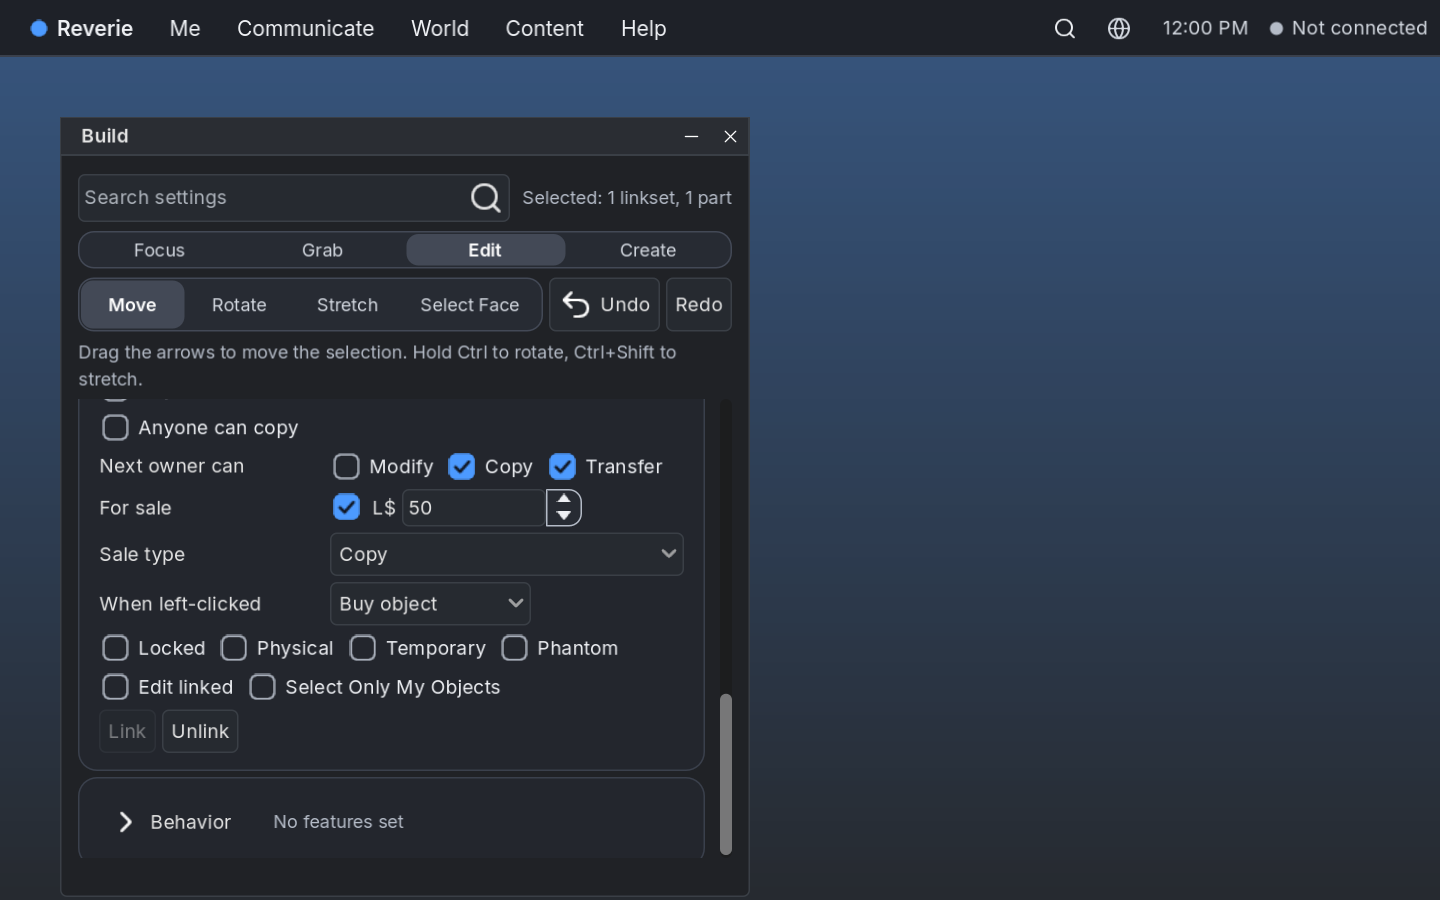 Reverie Me Communicate World Content Help 12:00 PM Not connected
Build
Search settings Selected: 1 linkset, 1 part
Focus Grab Edit Create
Move Rotate Stretch Select Face Undo Redo
Drag the arrows to move the selection. Hold Ctrl to rotate, Ctrl+Shift to
stretch.
Anyone can copy
Next owner can Modify Copy Transfer
For sale L$ 50
Sale type Copy
When left-clicked Buy object
Locked Physical Temporary Phantom
Edit linked Select Only My Objects
Link Unlink
Behavior No features set